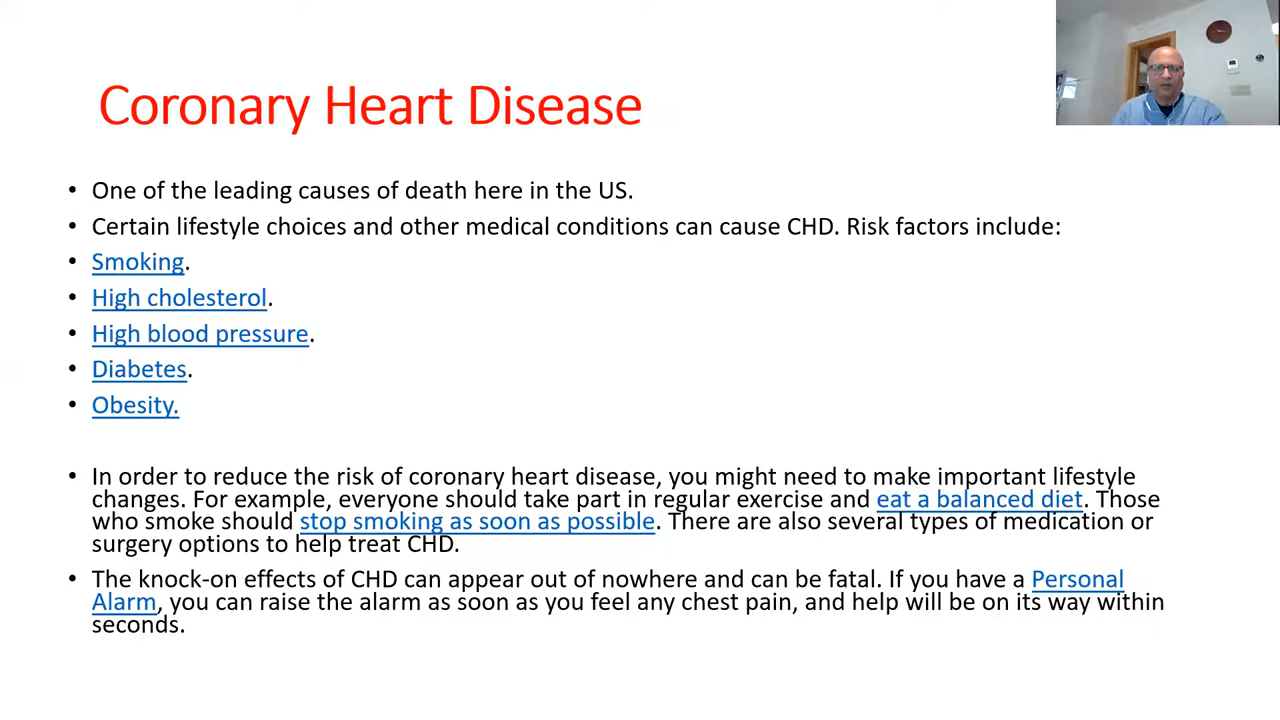 Coronary Heart Disease
• One of the leading causes of death here in the US.
• Certain lifestyle choices and other medical conditions can cause CHD. Risk factors include:
• Smoking.
• High cholesterol.
• High blood pressure.
• Diabetes.
• Obesity.
• In order to reduce the risk of coronary heart disease, you might need to make important lifestyle
changes. For example, everyone should take part in regular exercise and eat a balanced diet. Those
who smoke should stop smoking as soon as possible. There are also several types of medication or
surgery options to help treat CHD.
• The knock-on effects of CHD can appear out of nowhere and can be fatal. If you have a Personal
Alarm, you can raise the alarm as soon as you feel any chest pain, and help will be on its way within
seconds.